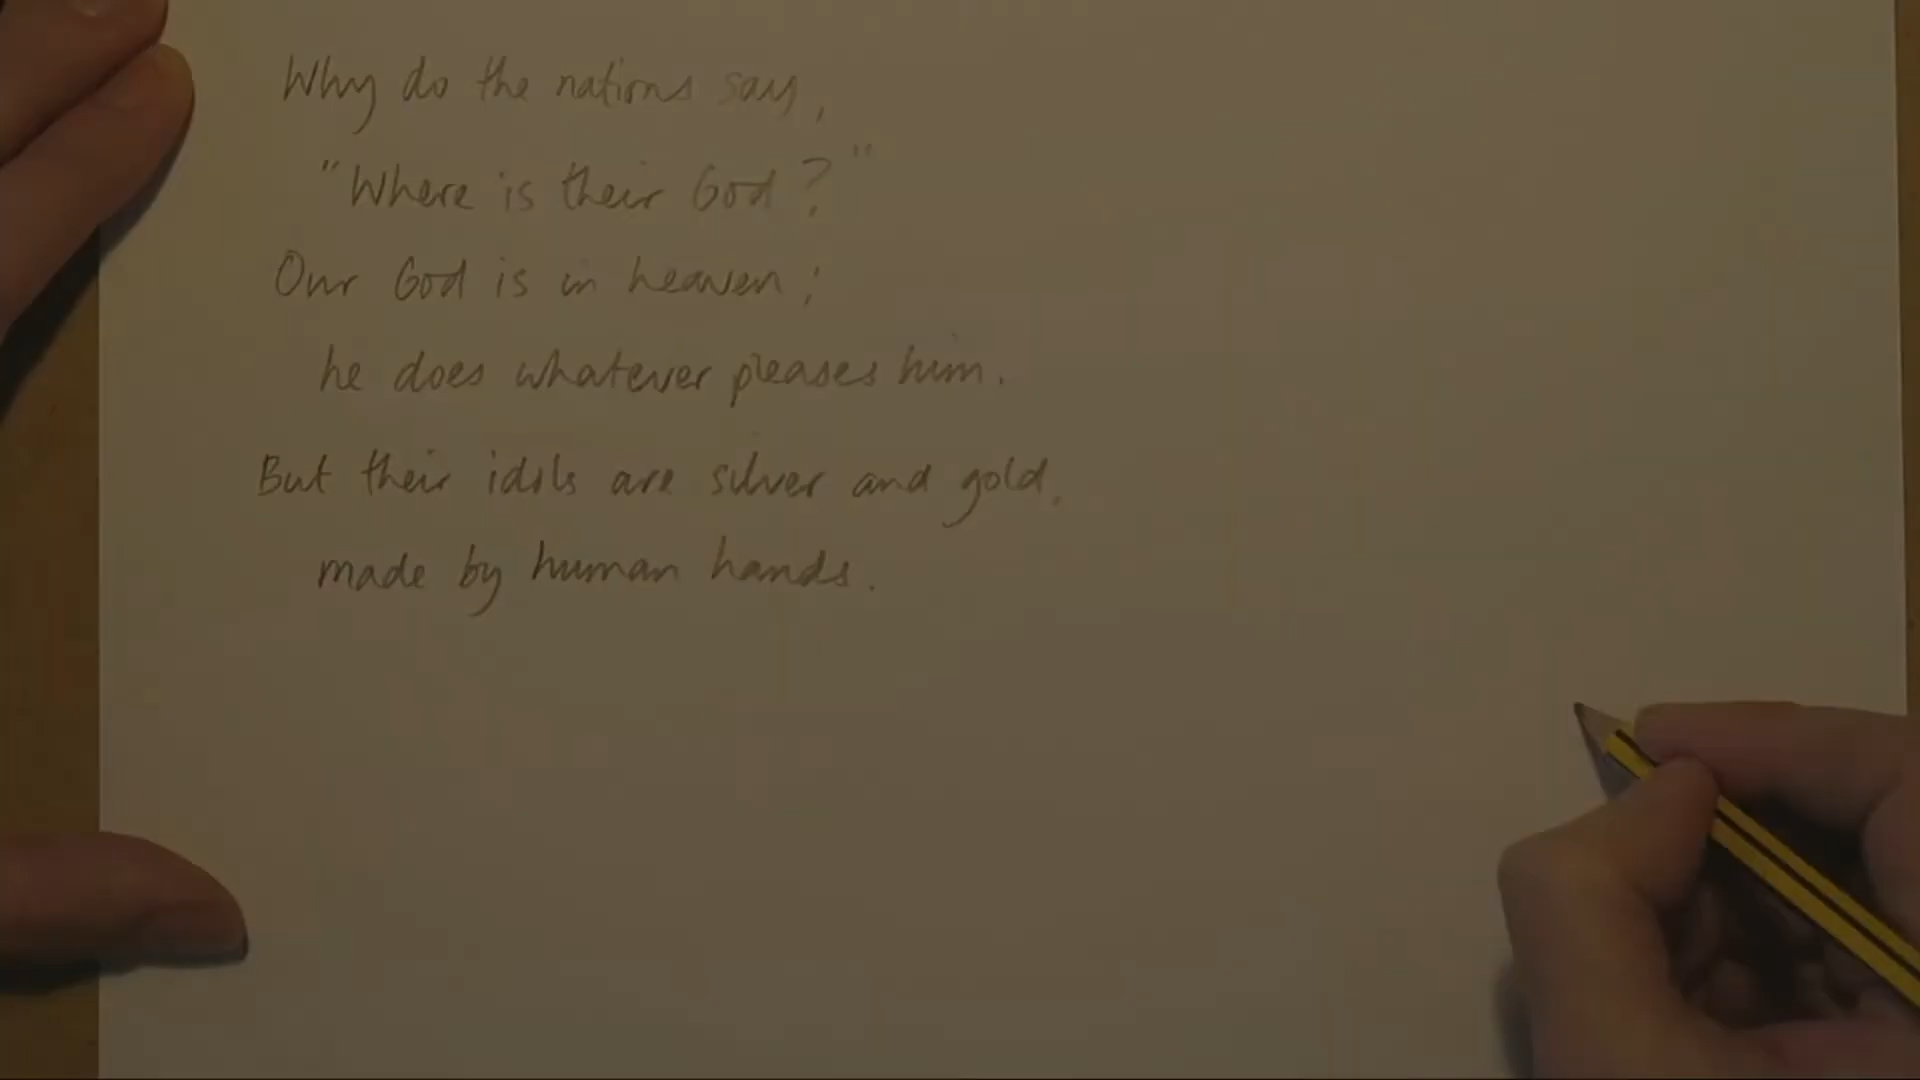 Why do the nations say,
"Where is their God?"
Our God is in heaven;
he does whatever pleases him.
But their idols are silver and gold,
made by human hands.